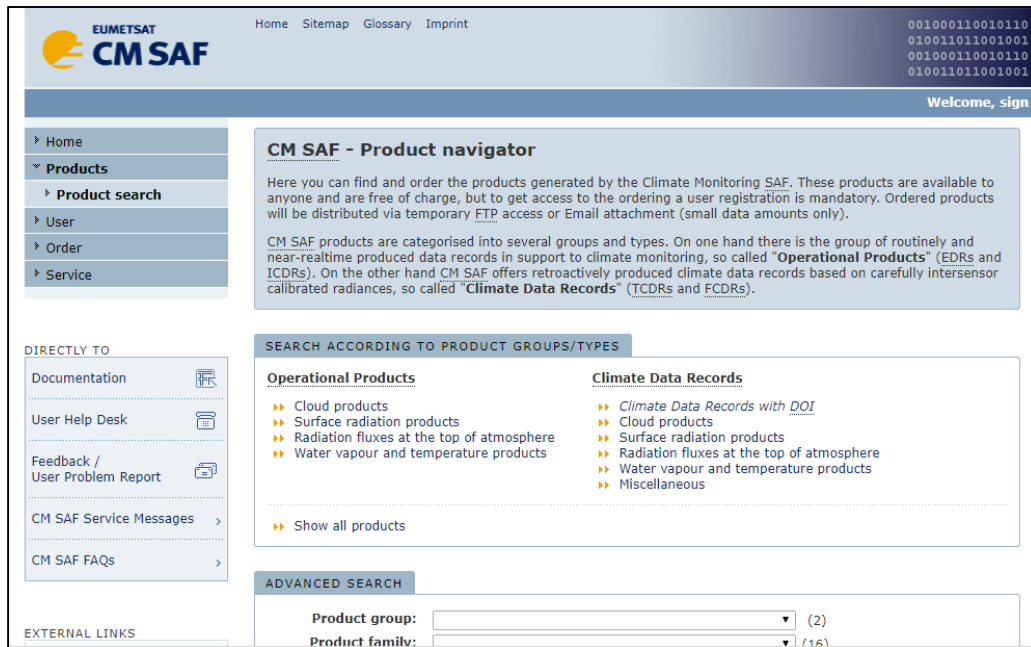 EUMETSAT
CM SAF
Home Sitemap Glossary Imprint
001000110010110
010011011001001
001000110010110
010011011001001
Welcome, sign
Home
Products
Product search
User
Order
Service
DIRECTLY TO
Documentation
User Help Desk
Feedback /
User Problem Report
CM SAF Service Messages
CM SAF FAQs
EXTERNAL LINKS
CM SAF - Product navigator
Here you can find and order the products generated by the Climate Monitoring SAF. These products are available to
anyone and are free of charge, but to get access to the ordering a user registration is mandatory. Ordered products
will be distributed via temporary FTP access or Email attachment (small data amounts only).
CM SAF products are categorised into several groups and types. On one hand there is the group of routinely and
near-realtime produced data records in support to climate monitoring, so called "Operational Products" (EDRs and
ICDRs). On the other hand CM SAF offers retroactively produced climate data records based on carefully intersensor
calibrated radiances, so called "Climate Data Records" (TCDRs and FCDRs).
SEARCH ACCORDING TO PRODUCT GROUPS/TYPES
Operational Products
Cloud products
Surface radiation products
Radiation fluxes at the top of atmosphere
Water vapour and temperature products
Climate Data Records
Climate Data Records with DOI
Cloud products
Surface radiation products
Radiation fluxes at the top of atmosphere
Water vapour and temperature products
Miscellaneous
Show all products
ADVANCED SEARCH
Product group: (2)
Product family: (16)